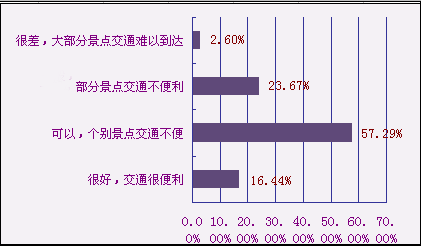 很差，大部分景点交通难以到达 2.60%
部分景点交通不便利 23.67%
可以，个别景点交通不便 57.29%
很好，交通很便利 16.44%
0.0 10. 20. 30. 40. 50. 60. 70.
0% 00% 00% 00% 00% 00% 00% 00%